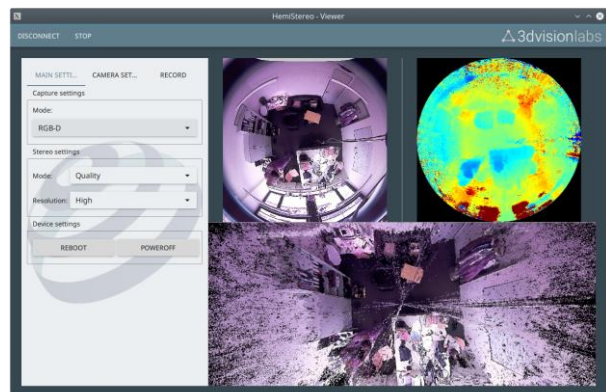 HemiStereo - Viewer
DISCONNECT STOP
3dvisionlabs
MAIN SETTI... CAMERA SET... RECORD
Capture settings
Mode:
RGB-D
Stereo settings
Mode: Quality
Resolution: High
Device settings
REBOOT POWEROFF